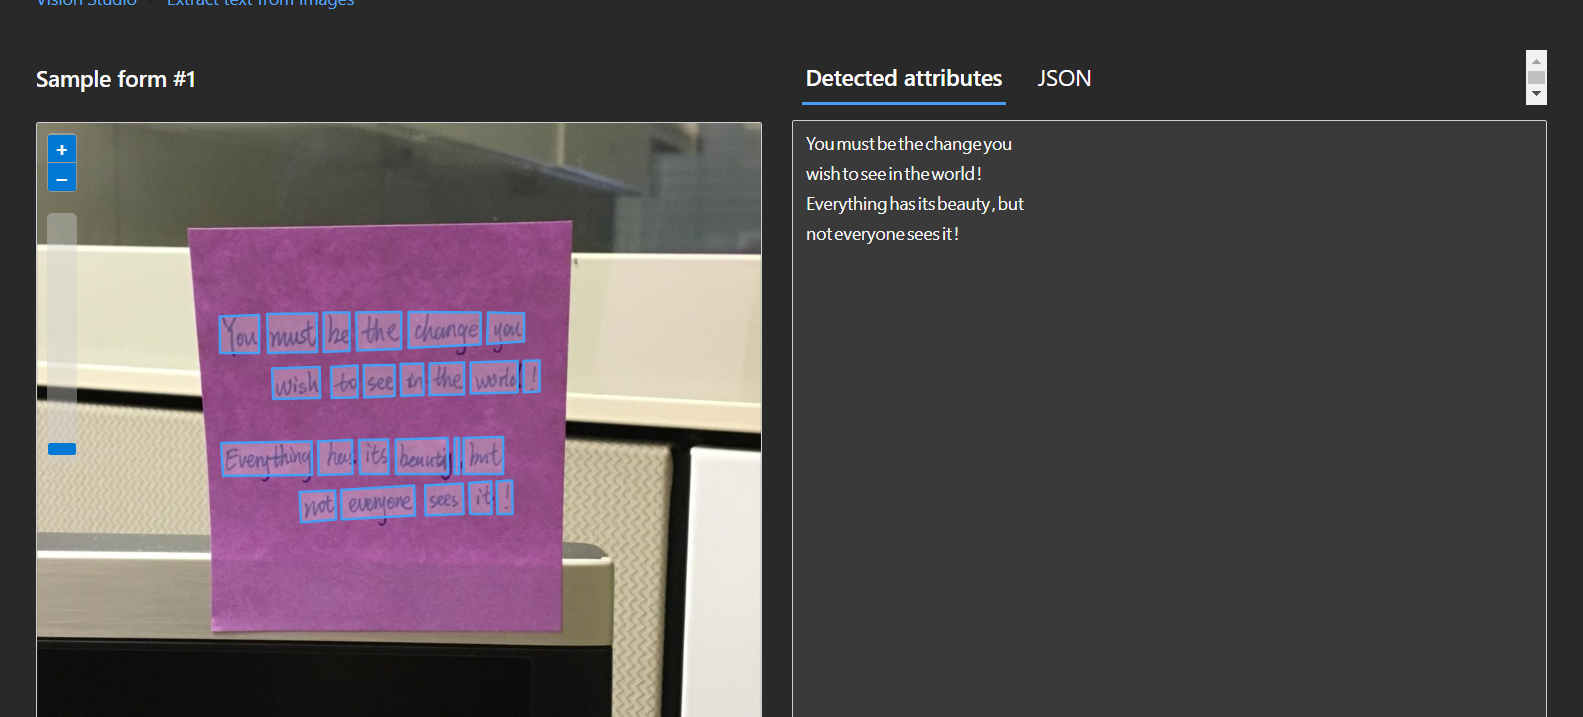 Vision Studio
Extract text from images
Sample form #1
Detected attributes
JSON
+
−
You must be the change you
wish to see in the world !
Everything has its beauty , but
not everyone sees it !
You must be the change you
wish to see in the world !
Everything has its beauty , but
not everyone sees it !